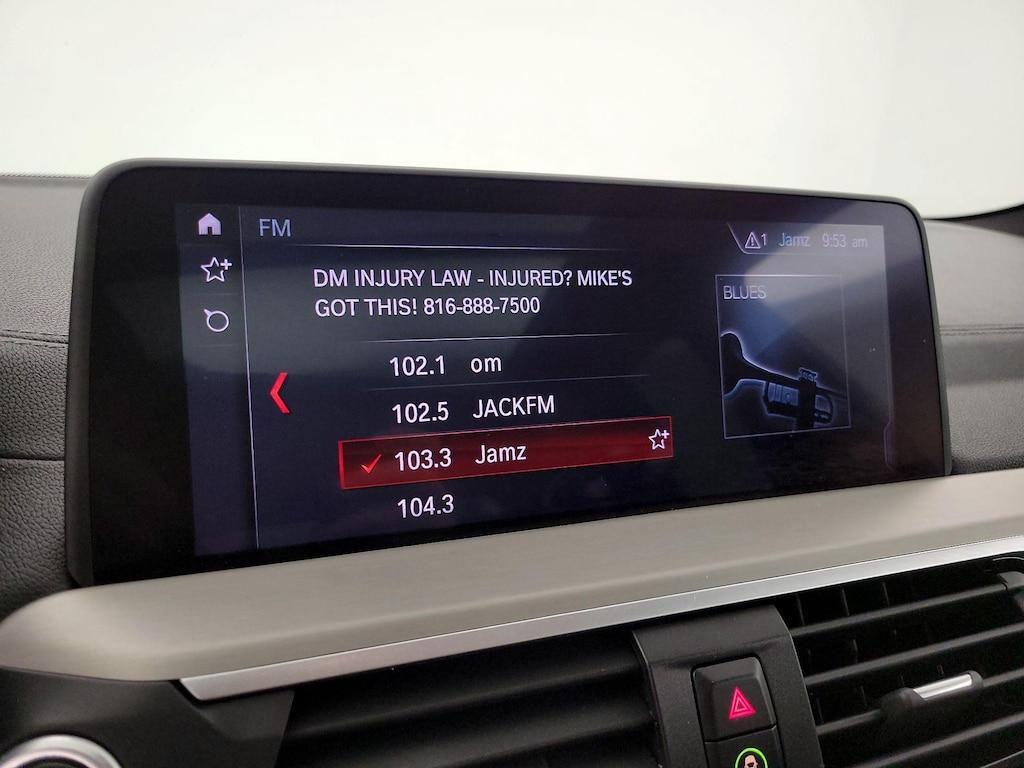 FM
1 Jamz 9:53 am
DM INJURY LAW - INJURED? MIKE'S
GOT THIS! 816-888-7500
BLUES
102.1 om
102.5 JACKFM
103.3 Jamz
104.3